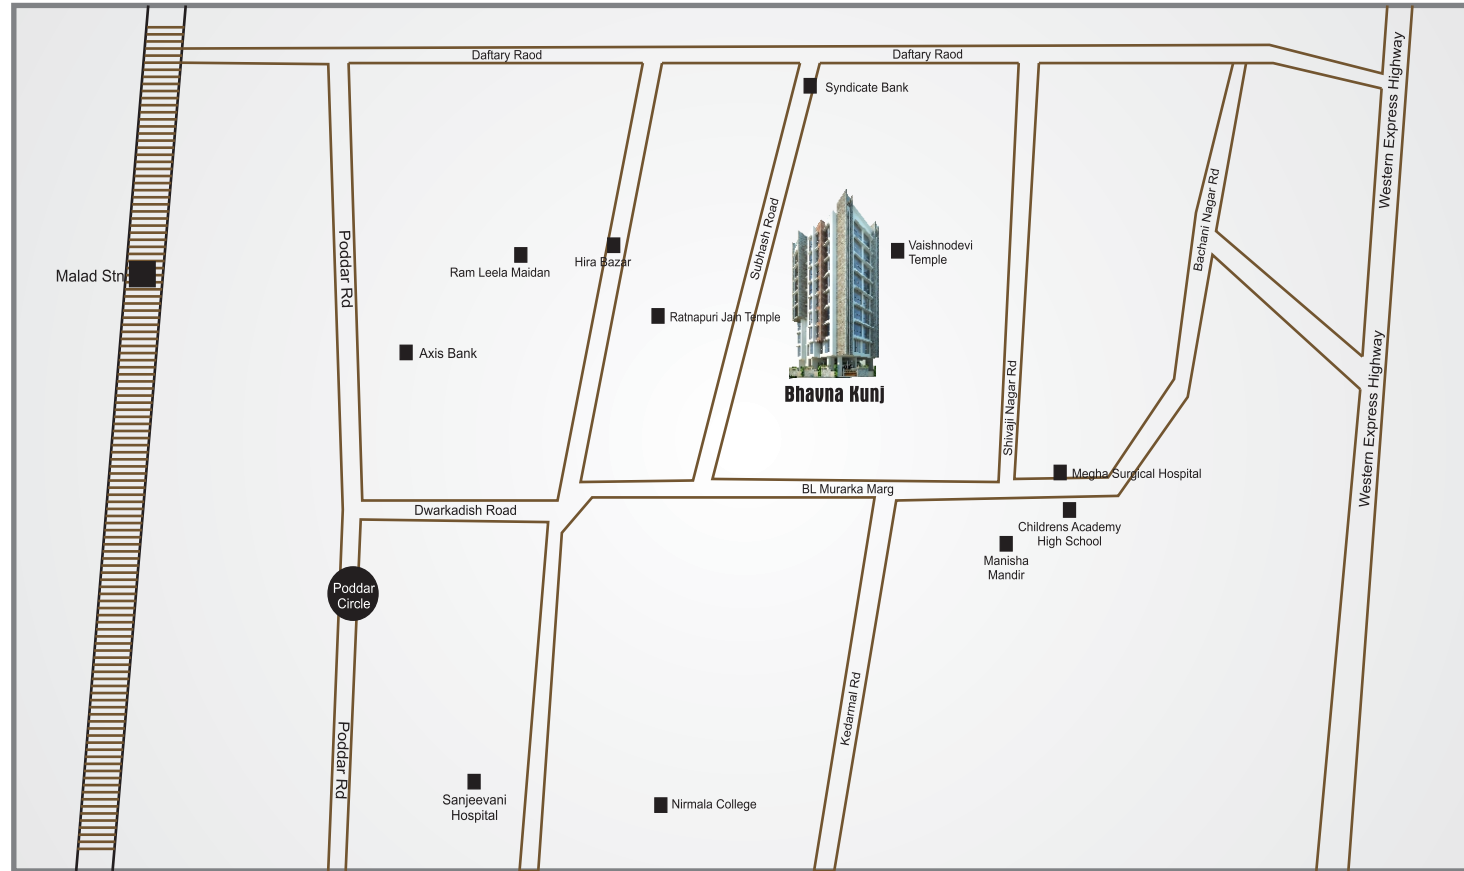 Daftary Raod
Daftary Raod
Western Express Highway
Syndicate Bank
Bachani Nagar Rd
Poddar Rd
Subhash Road
Vaishnodevi
Temple
Hira Bazar
Ram Leela Maidan
Malad Stn
Ratnapuri Jain Temple
Axis Bank
Bhavna Kunj
Shivaji Nagar Rd
Western Express Highway
Megha Surgical Hospital
BL Murarka Marg
Dwarkadish Road
Childrens Academy
High School
Manisha
Mandir
Poddar
Circle
Kedarmal Rd
Poddar Rd
Sanjeevani
Hospital
Nirmala College